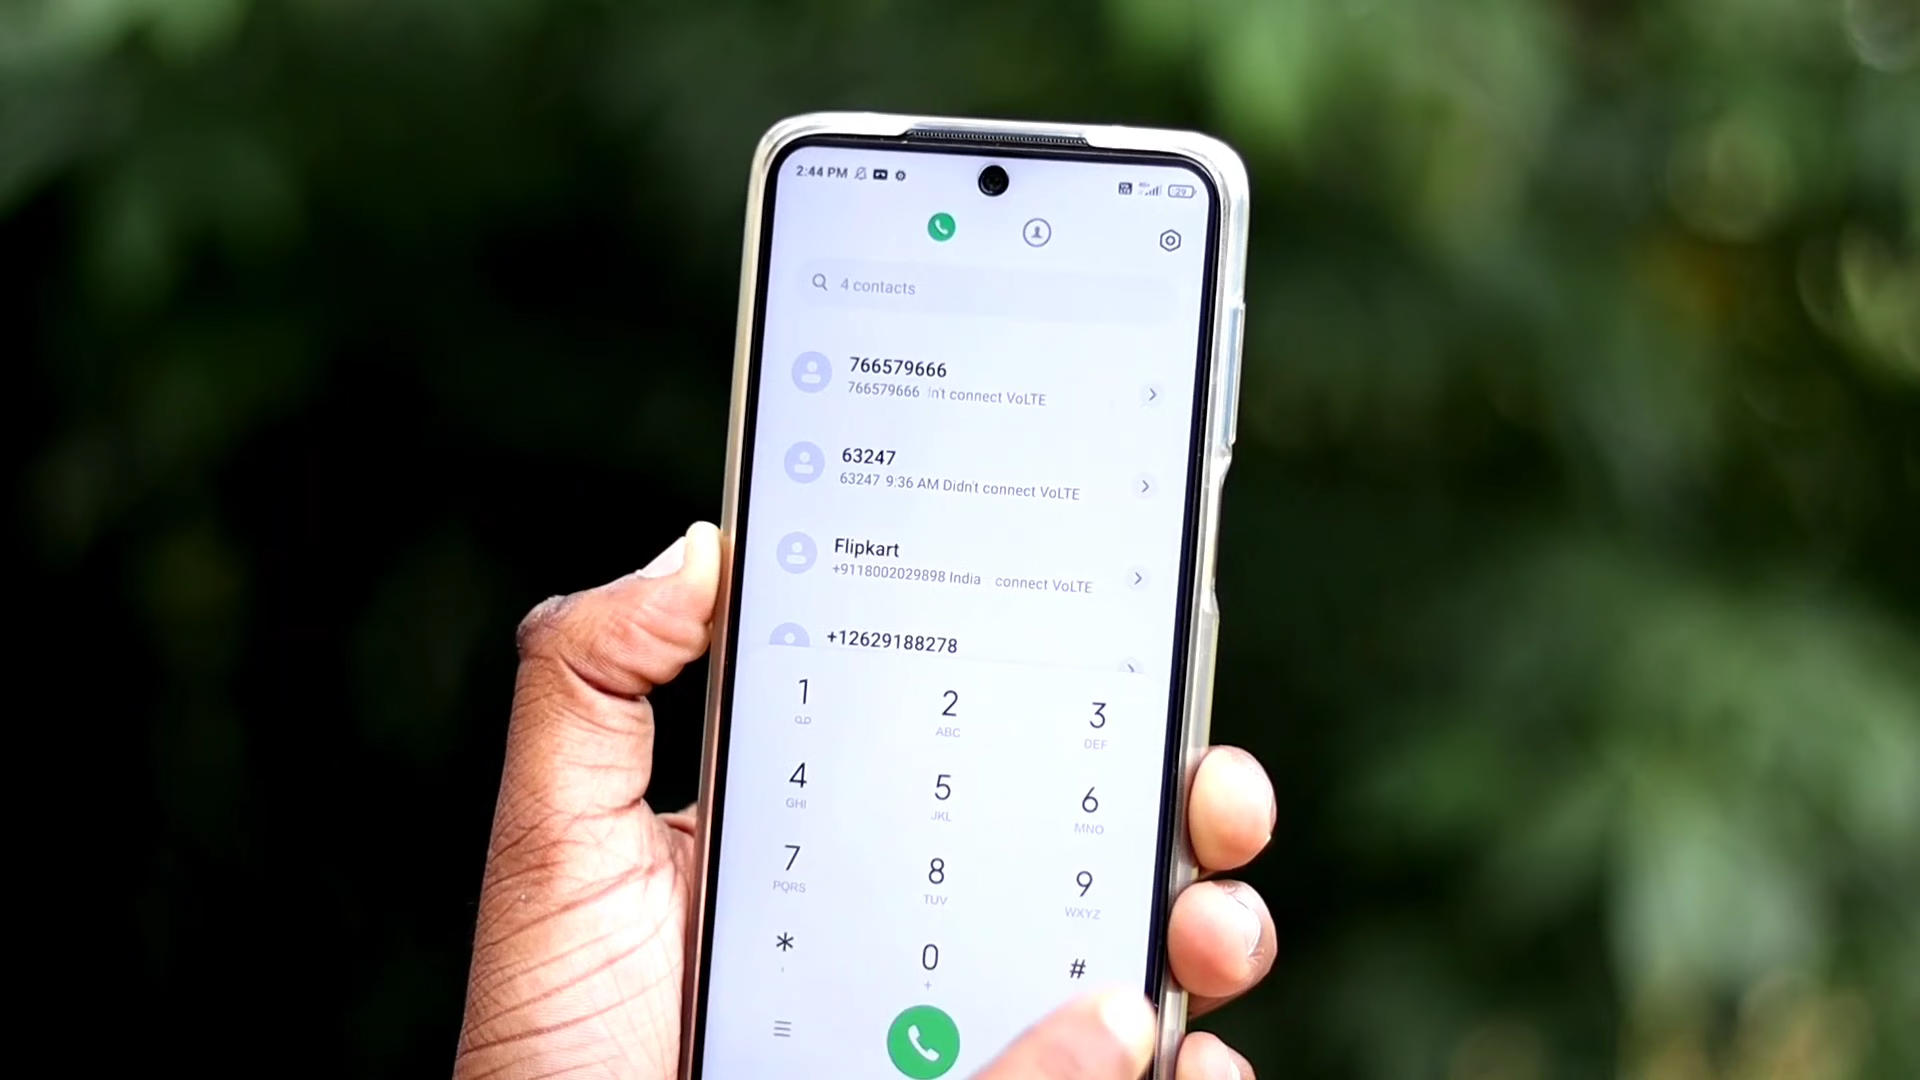 2:44 PM
29
4 contacts
766579666
766579666 n't connect VoLTE
63247
63247 9:36 AM Didn't connect VoLTE
Flipkart
+9118002029898 India connect VoLTE
+12629188278
1 2 3
ABC DEF
4 5 6
GHI JKL MNO
7 8 9
PQRS TUV WXYZ
* 0 #
+